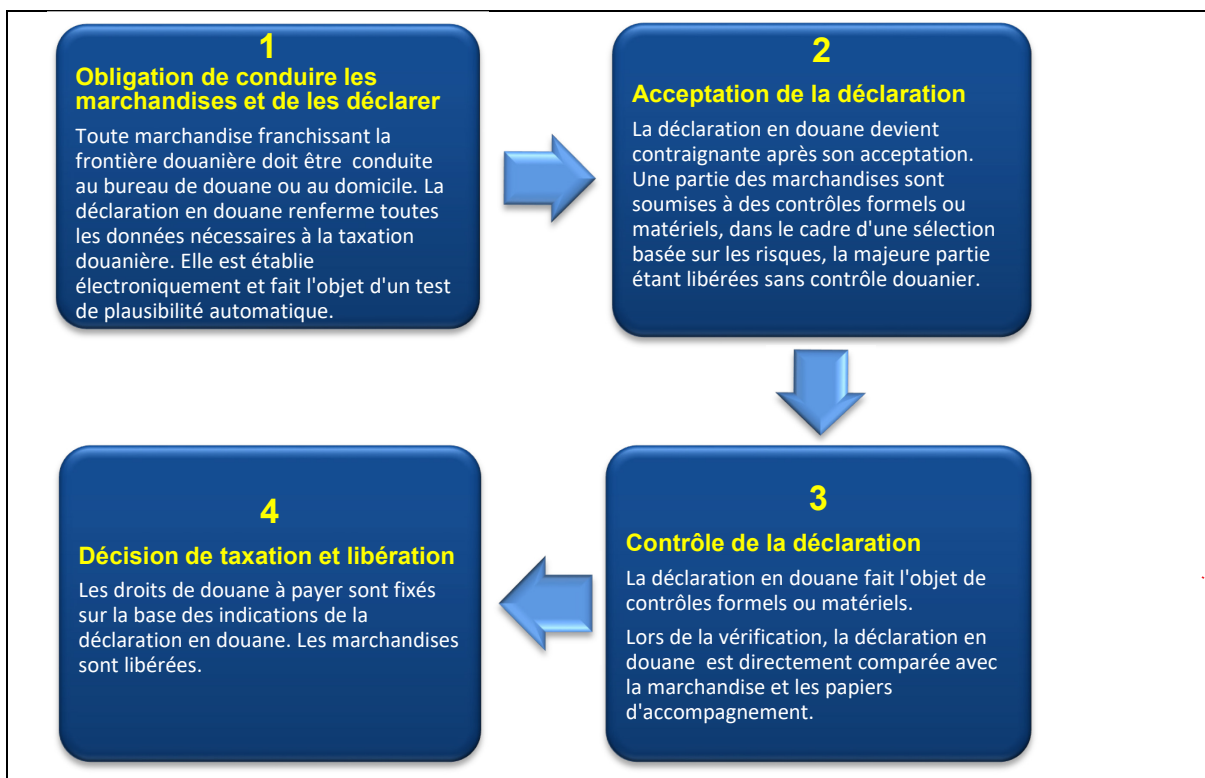 1
Obligation de conduire les
marchandises et de les déclarer
Toute marchandise franchissant la
frontière douanière doit être  conduite
au bureau de douane ou au domicile. La
déclaration en douane renferme toutes
les données nécessaires à la taxation
douanière. Elle est établie
électroniquement et fait l'objet d'un test
de plausibilité automatique.
2
Acceptation de la déclaration
La déclaration en douane devient
contraignante après son acceptation.
Une partie des marchandises sont
soumises à des contrôles formels ou
matériels, dans le cadre d'une sélection
basée sur les risques, la majeure partie
étant libérées sans contrôle douanier.
3
Contrôle de la déclaration
La déclaration en douane fait l'objet de
contrôles formels ou matériels.
Lors de la vérification, la déclaration en
douane  est directement comparée avec
la marchandise et les papiers
d'accompagnement.
4
Décision de taxation et libération
Les droits de douane à payer sont fixés
sur la base des indications de la
déclaration en douane. Les marchandises
sont libérées.